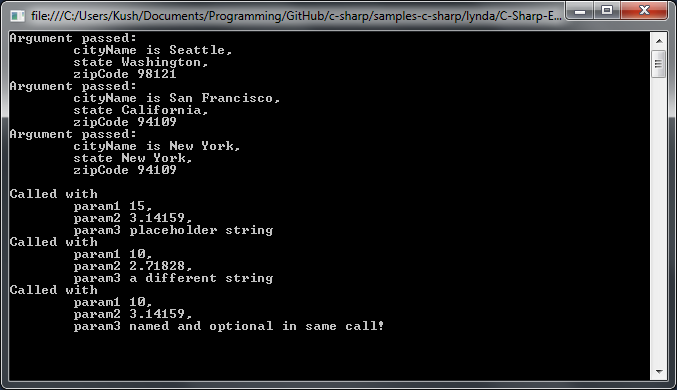 file:///C:/Users/Kush/Documents/Programming/GitHub/c-sharp/samples-c-sharp/lynda/C-Sharp-E...
Argument passed:
cityName is Seattle,
state Washington,
zipCode 98121
Argument passed:
cityName is San Francisco,
state California,
zipCode 94109
Argument passed:
cityName is New York,
state New York,
zipCode 94109
Called with
param1 15,
param2 3.14159,
param3 placeholder string
Called with
param1 10,
param2 2.71828,
param3 a different string
Called with
param1 10,
param2 3.14159,
param3 named and optional in same call!